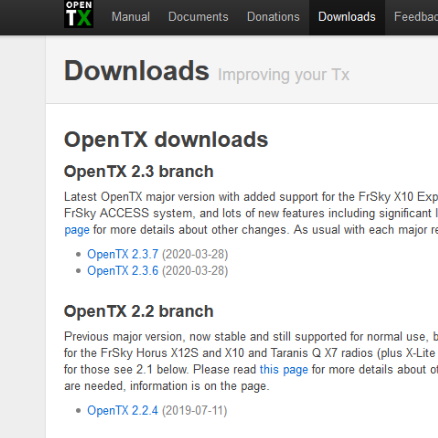 OPEN
TX
Manual Documents Donations Downloads Feedbac
Downloads Improving your Tx
OpenTX downloads
OpenTX 2.3 branch
Latest OpenTX major version with added support for the FrSky X10 Exp
FrSky ACCESS system, and lots of new features including significant
page for more details about other changes. As usual with each major re
OpenTX 2.3.7 (2020-03-28)
OpenTX 2.3.6 (2020-03-28)
OpenTX 2.2 branch
Previous major version, now stable and still supported for normal use, b
for the FrSky Horus X12S and X10 and Taranis Q X7 radios (plus X-Lite
for those see 2.1 below. Please read this page for more details about o
are needed, information is on the page.
OpenTX 2.2.4 (2019-07-11)